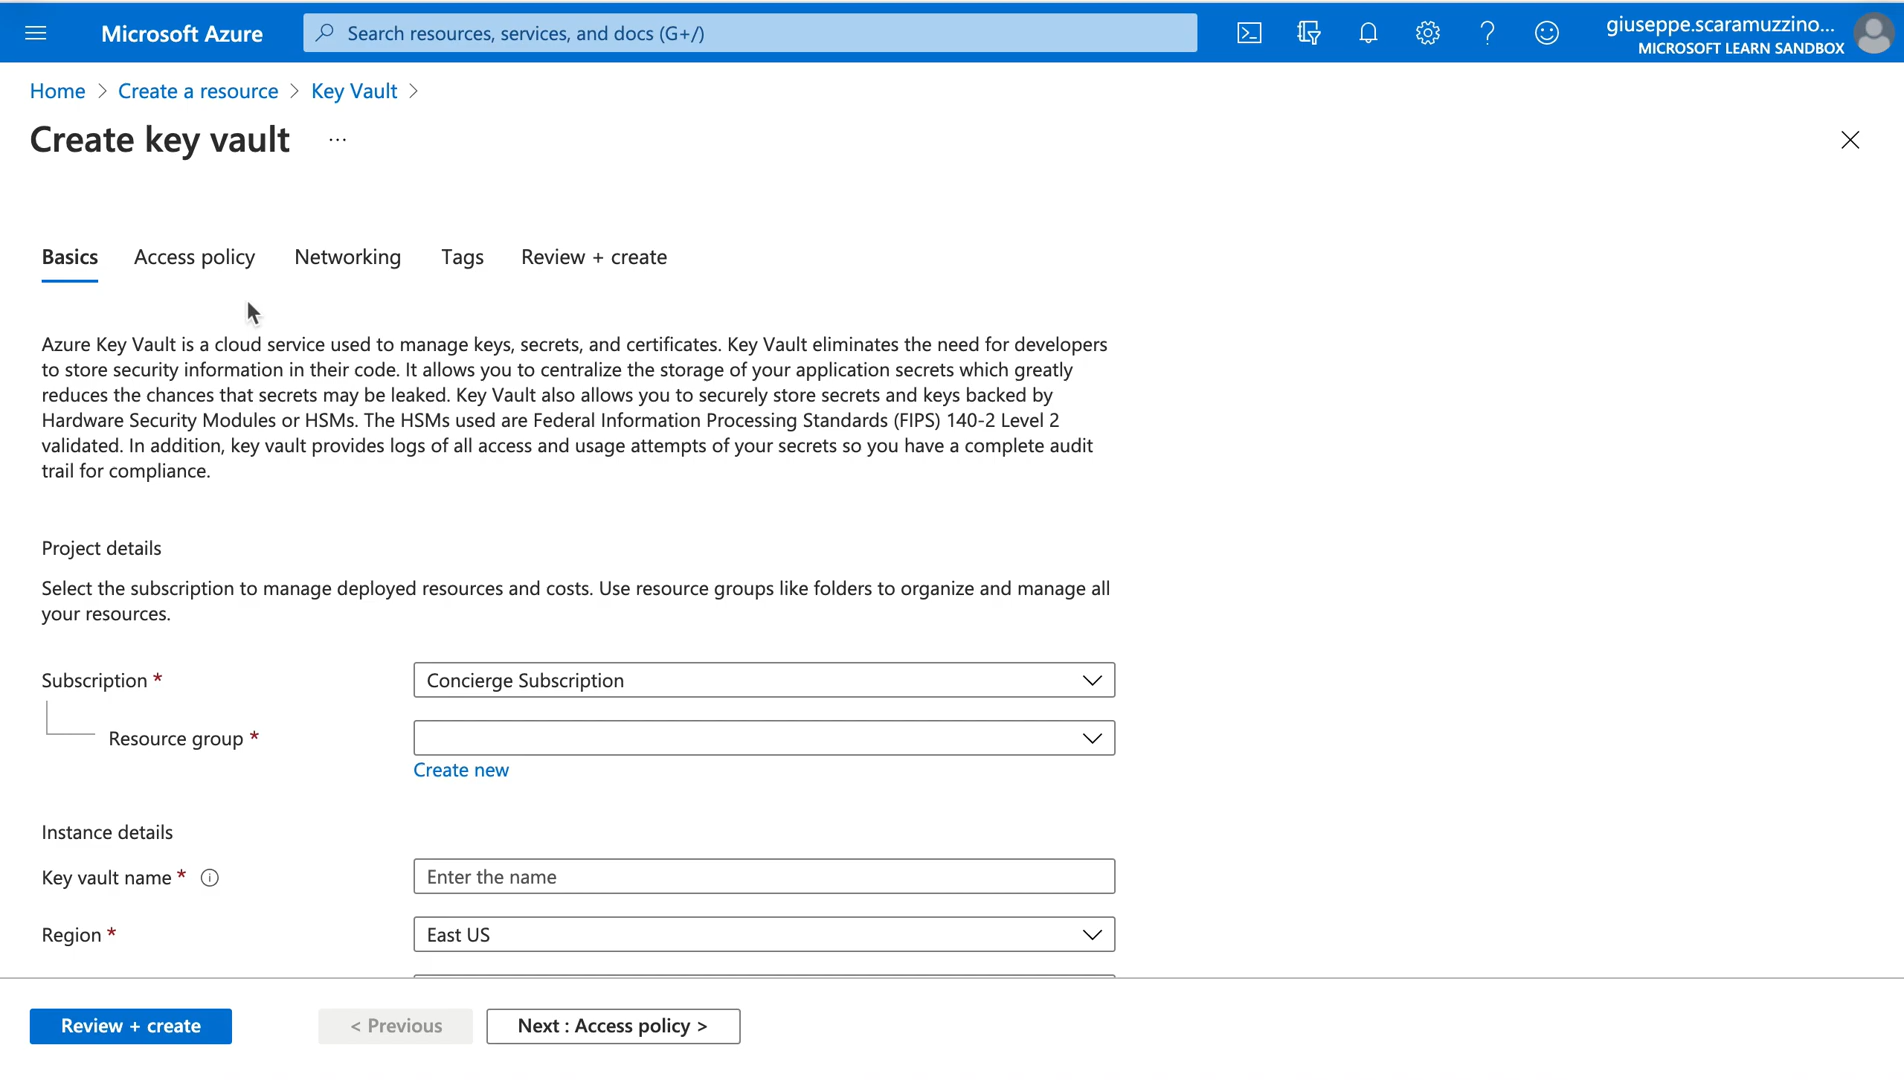 Microsoft Azure
Search resources, services, and docs (G+/)
giuseppe.scaramuzzino...
MICROSOFT LEARN SANDBOX
Home > Create a resource > Key Vault >
Create key vault ...
Basics
Access policy
Networking
Tags
Review + create
Azure Key Vault is a cloud service used to manage keys, secrets, and certificates. Key Vault eliminates the need for developers
to store security information in their code. It allows you to centralize the storage of your application secrets which greatly
reduces the chances that secrets may be leaked. Key Vault also allows you to securely store secrets and keys backed by
Hardware Security Modules or HSMs. The HSMs used are Federal Information Processing Standards (FIPS) 140-2 Level 2
validated. In addition, key vault provides logs of all access and usage attempts of your secrets so you have a complete audit
trail for compliance.
Project details
Select the subscription to manage deployed resources and costs. Use resource groups like folders to organize and manage all
your resources.
Subscription *
Concierge Subscription
Resource group *
Create new
Instance details
Key vault name *
Enter the name
Region *
East US
Review + create
< Previous
Next : Access policy >